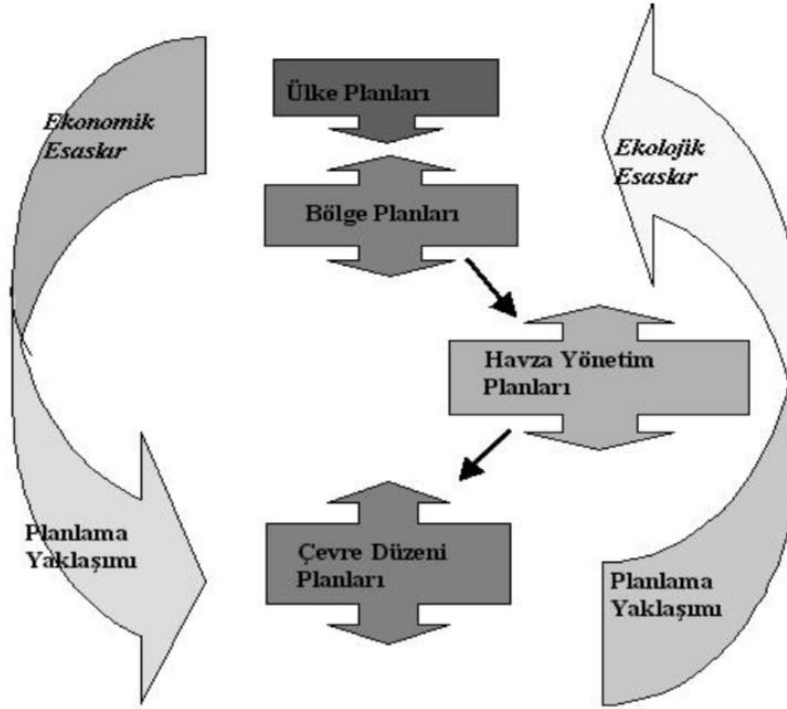 Ülke Planları
Ekonomik
Esaslar
Ekolojik
Esaslar
Bölge Planları
Havza Yönetim
Planları
Planlama
Yaklaşımı
Çevre Düzeni
Planları
Planlama
Yaklaşımı